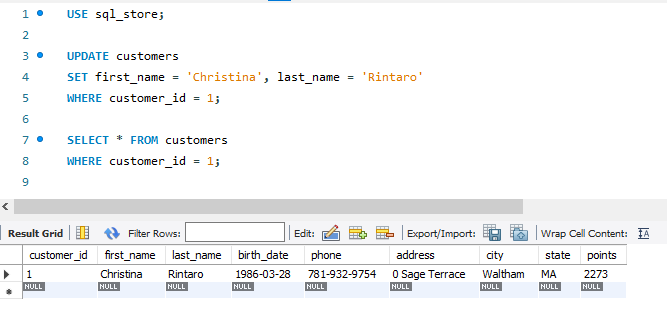 1 USE sql_store;
2
3 UPDATE customers
4 SET first_name = 'Christina', last_name = 'Rintaro'
5 WHERE customer_id = 1;
6
7 SELECT * FROM customers
8 WHERE customer_id = 1;
9
Result Grid Filter Rows: Edit: Export/Import: Wrap Cell Content: IA
customer_id first_name last_name birth_date phone address city state points
1 Christina Rintaro 1986-03-28 781-932-9754 0 Sage Terrace Waltham MA 2273
NULL NULL NULL NULL NULL NULL NULL NULL NULL